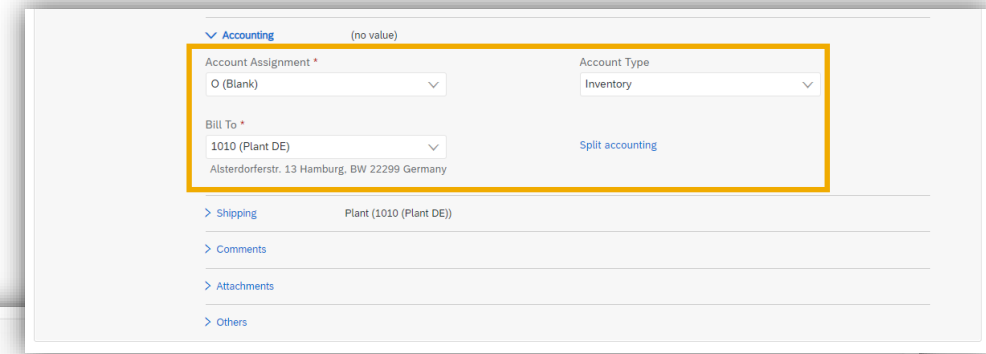 Accounting (no value)
Account Assignment * Account Type
O (Blank) Inventory
Bill To *
1010 (Plant DE) Split accounting
Alsterdorferstr. 13 Hamburg, BW 22299 Germany
Shipping Plant (1010 (Plant DE))
Comments
Attachments
Others